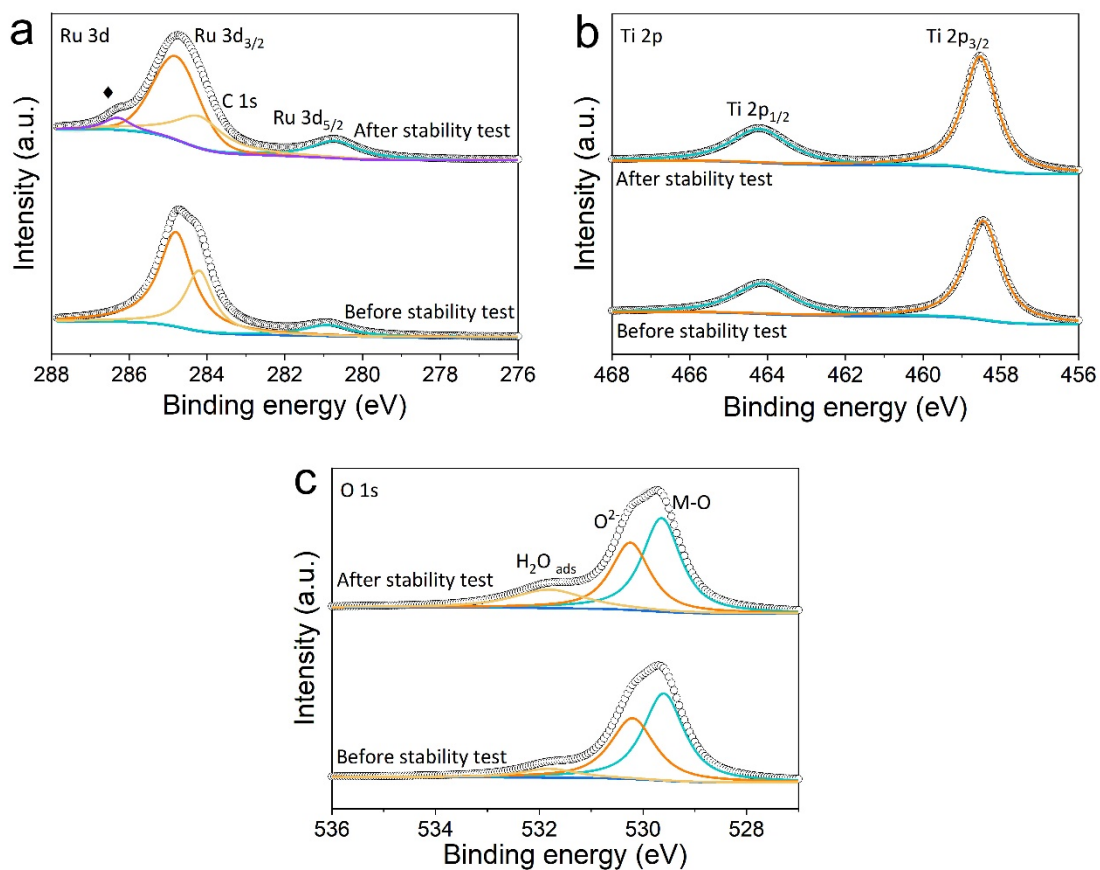 a
Ru 3d
Ru 3d3/2
♦
C 1s
Ru 3d5/2
After stability test
Before stability test
Intensity (a.u.)
288 286 284 282 280 278 276
Binding energy (eV)
b
Ti 2p
Ti 2p3/2
Ti 2p1/2
After stability test
Before stability test
Intensity (a.u.)
468 466 464 462 460 458 456
Binding energy (eV)
c
O 1s
M-O
O2-
H2O ads
After stability test
Before stability test
Intensity (a.u.)
536 534 532 530 528
Binding energy (eV)